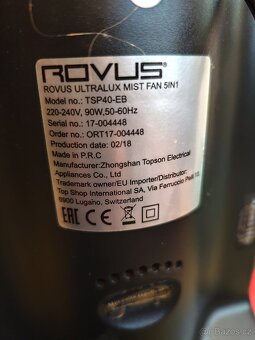 ROVUS®
ROVUS ULTRALUX MIST FAN 5IN1
Model no.: TSP40-EB
220-240V, 90W,50-60Hz
Serial no: 17-004448
Order no: ORT17-004448
Production date: 02/18
Made in P.R.C
Manufacturer: Zhongshan Topson Electrical
Appliances Co., Ltd
Trademark owner/EU Importer/Distributor:
Top Shop International SA, Via Ferruccio Pelli
6900 Lugano, Switzerland
EAC CE